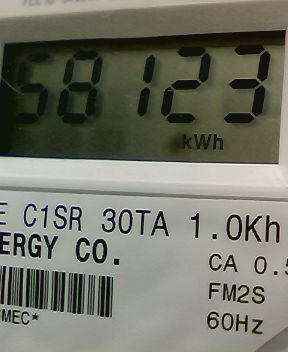 58123
kWh
E C1SR 30TA 1.0Kh
ERGY CO.
CA 0.5
FM2S
MEC*
60Hz